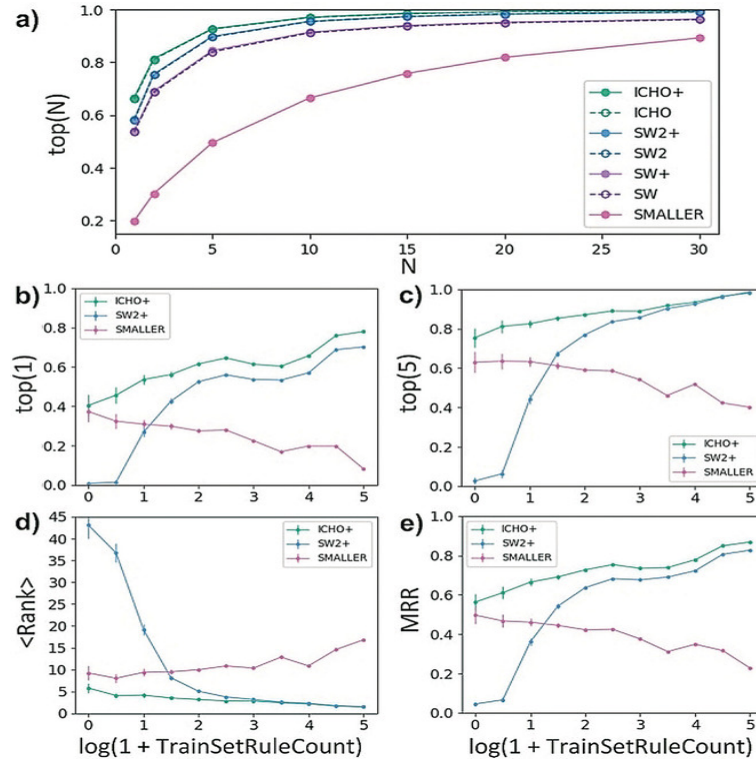 a)
top(N)
1.0
0.8
0.6
0.4
0.2
0
5
10
15
20
25
30
N
ICHO+
ICHO
SW2+
SW2
SW+
SW
SMALLER
b)
top(1)
1.0
0.8
0.6
0.4
0.2
0.0
0
1
2
3
4
5
ICHO+
SW2+
SMALLER
c)
top(5)
1.0
0.8
0.6
0.4
0.2
0.0
0
1
2
3
4
5
ICHO+
SW2+
SMALLER
d)
<Rank>
45
40
35
30
25
20
15
10
5
0
0
1
2
3
4
5
ICHO+
SW2+
SMALLER
log(1 + TrainSetRuleCount)
e)
MRR
1.0
0.8
0.6
0.4
0.2
0.0
0
1
2
3
4
5
ICHO+
SW2+
SMALLER
log(1 + TrainSetRuleCount)